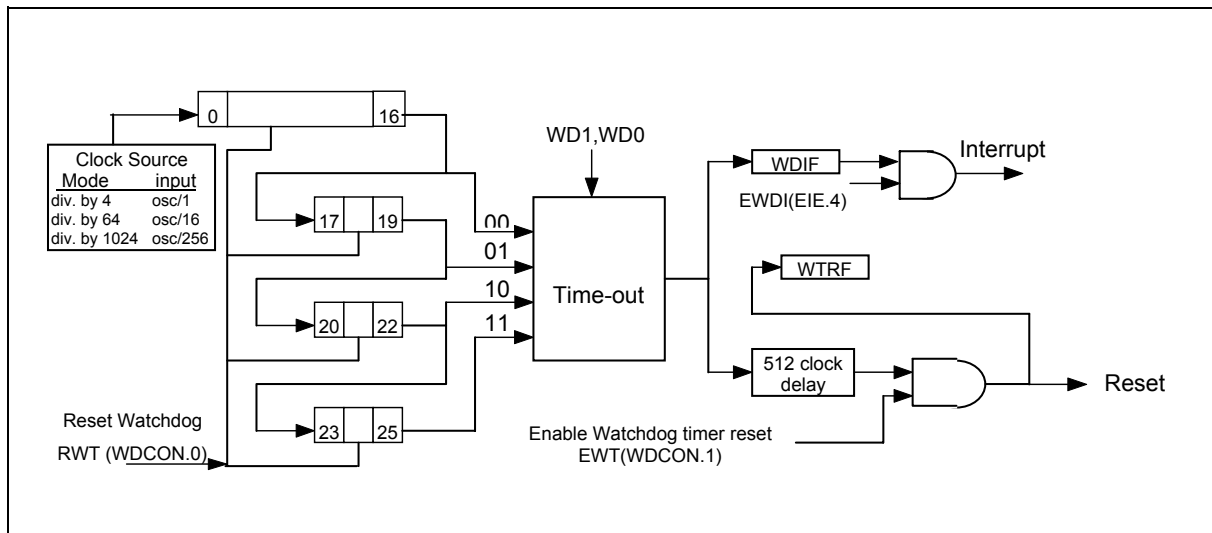 0 16
Clock Source
Mode input
div. by 4 osc/1
div. by 64 osc/16
div. by 1024 osc/256
17 19
20 22
23 25
Reset Watchdog
RWT (WDCON.0)
WD1,WD0
00
01
10
11
Time-out
WDIF
EWDI(EIE.4)
Interrupt
WTRF
512 clock
delay
Reset
Enable Watchdog timer reset
EWT(WDCON.1)